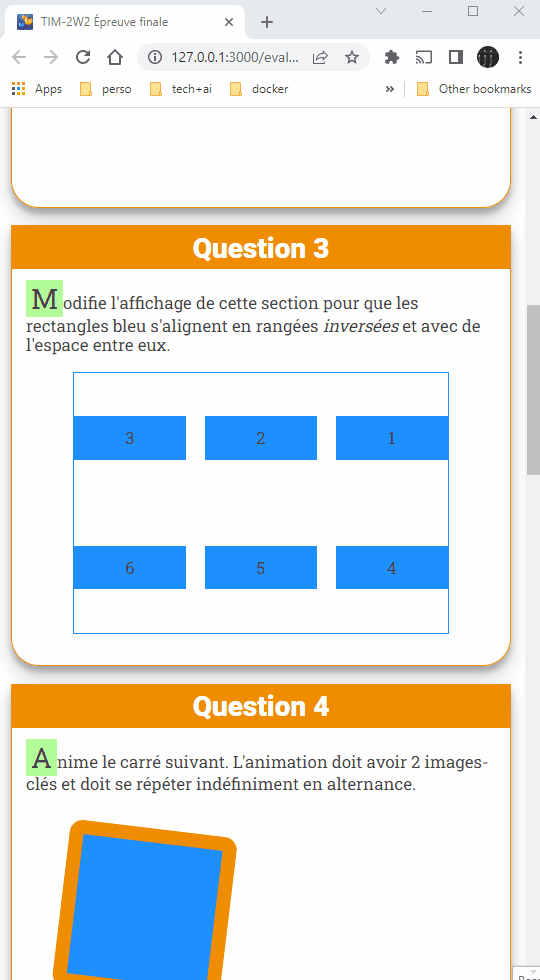 TIM-2W2 Épreuve finale
127.0.0.1:3000/eval...
Apps perso tech+ai docker » Other bookmarks
Question 3
Modifie l'affichage de cette section pour que les
rectangles bleu s'alignent en rangées inversées et avec de
l'espace entre eux.
3 2 1
6 5 4
Question 4
Anime le carré suivant. L'animation doit avoir 2 images-
clés et doit se répéter indéfiniment en alternance.